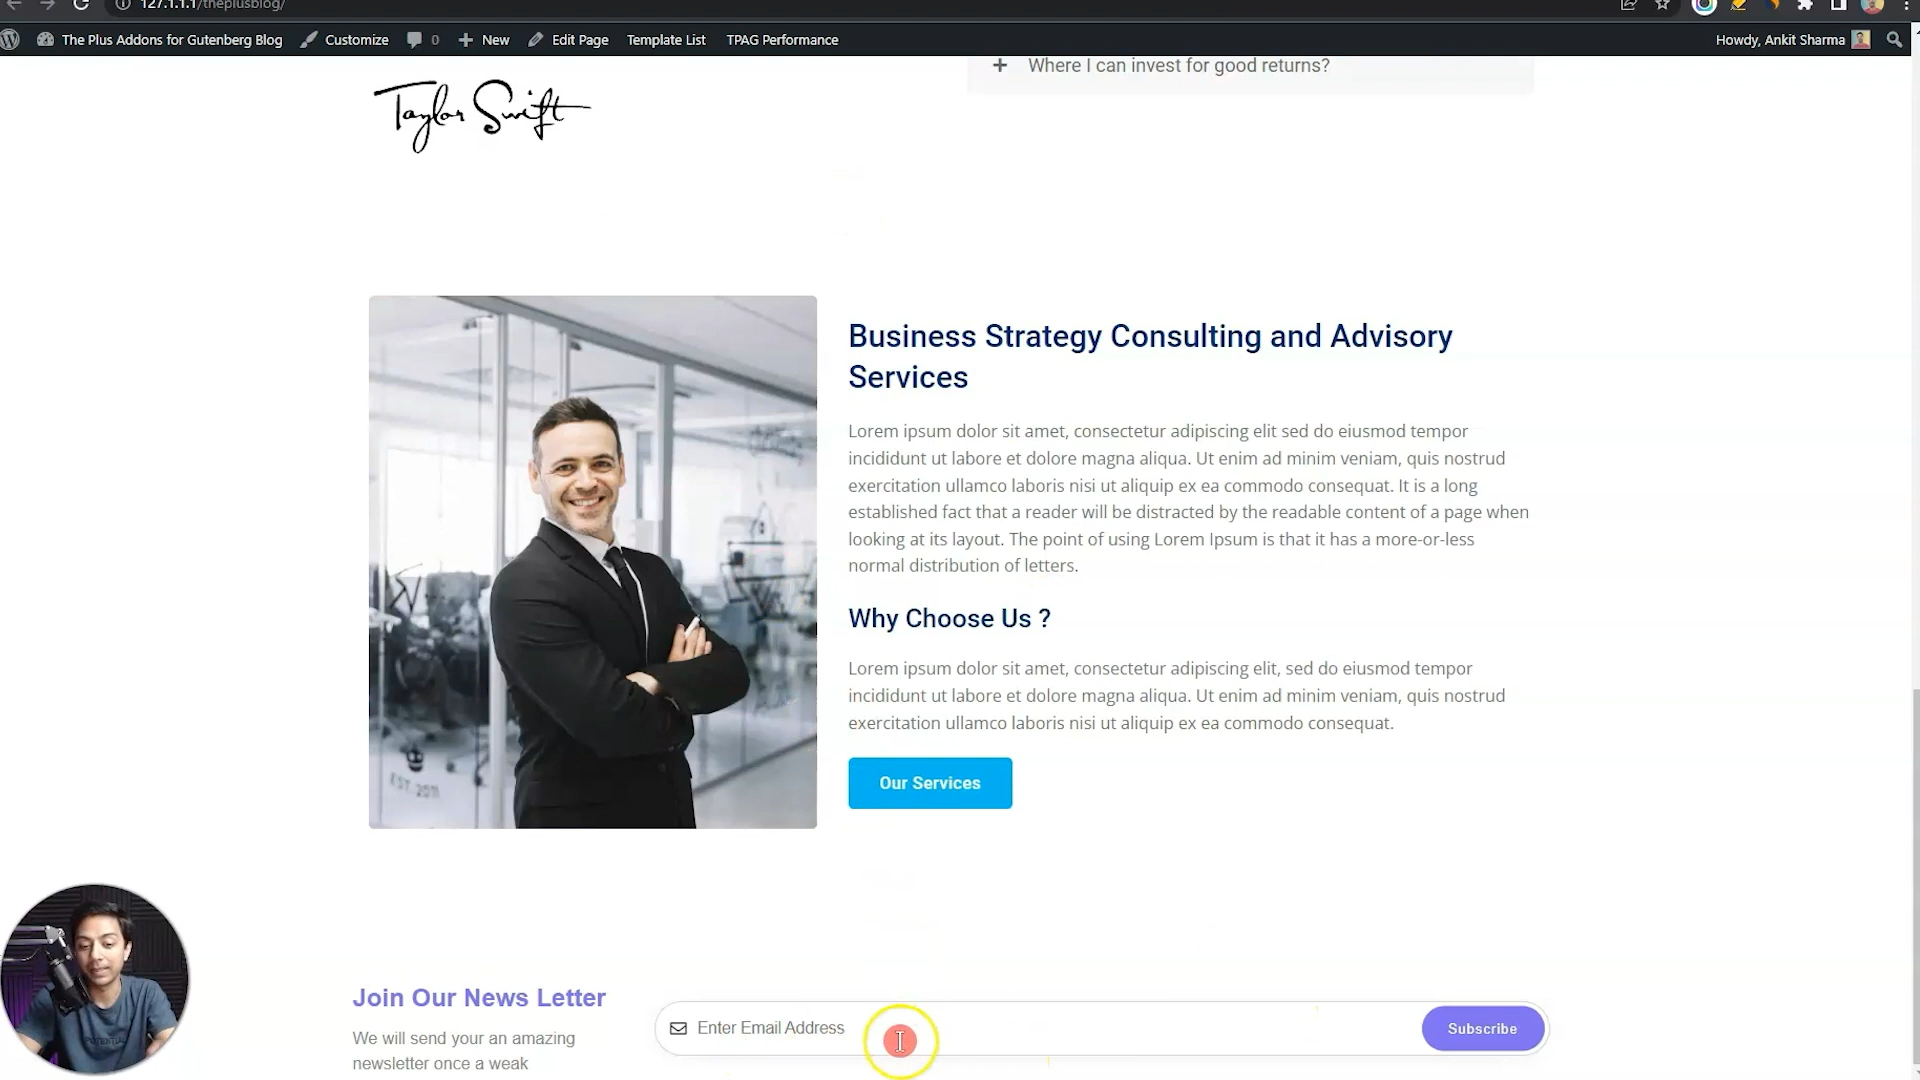 127.1.1.1/theplusblog/
The Plus Addons for Gutenberg Blog Customize 0 New Edit Page Template List TPAG Performance Howdy, Ankit Sharma
Where I can invest for good returns?
Taylor Swift
Business Strategy Consulting and Advisory
Services
Lorem ipsum dolor sit amet, consectetur adipiscing elit sed do eiusmod tempor
incididunt ut labore et dolore magna aliqua. Ut enim ad minim veniam, quis nostrud
exercitation ullamco laboris nisi ut aliquip ex ea commodo consequat. It is a long
established fact that a reader will be distracted by the readable content of a page when
looking at its layout. The point of using Lorem Ipsum is that it has a more-or-less
normal distribution of letters.
Why Choose Us ?
Lorem ipsum dolor sit amet, consectetur adipiscing elit, sed do eiusmod tempor
incididunt ut labore et dolore magna aliqua. Ut enim ad minim veniam, quis nostrud
exercitation ullamco laboris nisi ut aliquip ex ea commodo consequat.
Our Services
EST. 2011
Join Our News Letter
We will send your an amazing
newsletter once a weak
Enter Email Address
Subscribe
POTENTIAL